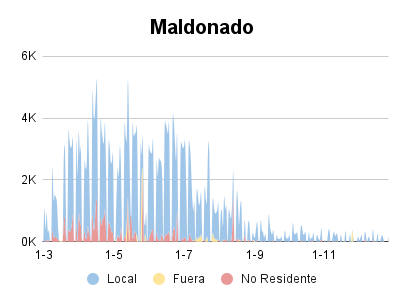 Maldonado
6K
4K
2K
0K
1-3 1-5 1-7 1-9 1-11
Local Fuera No Residente